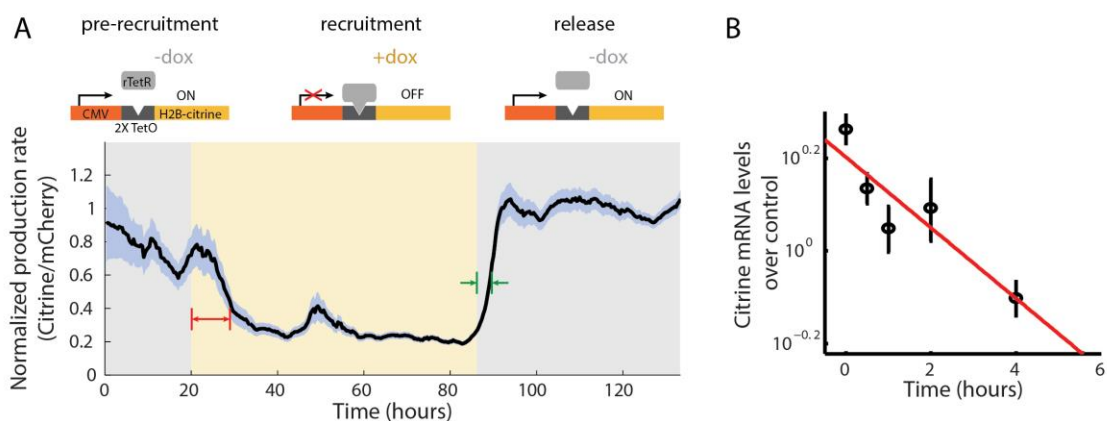 A
pre-recruitment
recruitment
release
-dox
+dox
-dox
rTetR
ON
OFF
ON
CMV
H2B-citrine
2X TetO
Normalized production rate
(Citrine/mCherry)
1.2
1
0.8
0.6
0.4
0.2
0
0
20
40
60
80
100
120
Time (hours)
B
Citrine mRNA levels
over control
10^0.2
10^0
10^-0.2
0
2
4
6
Time (hours)